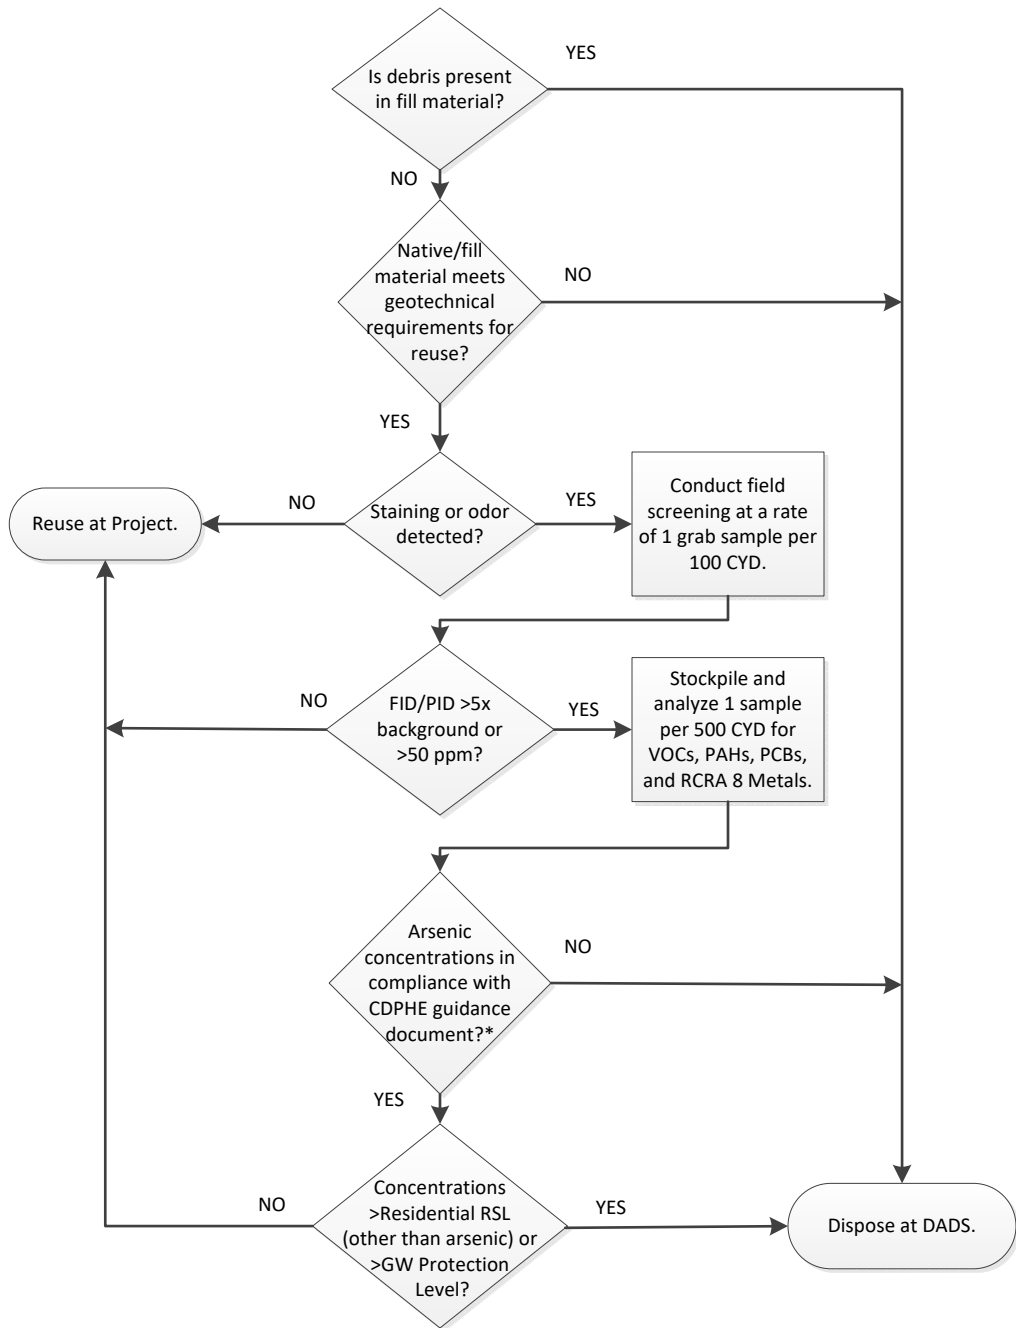 YES
Is debris present
in fill material?
NO
Native/fill
material meets
geotechnical
requirements for
reuse?
NO
YES
Reuse at Project.
NO
Staining or odor
detected?
YES
Conduct field
screening at a rate
of 1 grab sample per
100 CYD.
NO
FID/PID >5x
background or
>50 ppm?
YES
Stockpile and
analyze 1 sample
per 500 CYD for
VOCs, PAHs, PCBs,
and RCRA 8 Metals.
Arsenic
concentrations in
compliance with
CDPHE guidance
document?*
NO
YES
NO
Concentrations
>Residential RSL
(other than arsenic) or
>GW Protection
Level?
YES
Dispose at DADS.